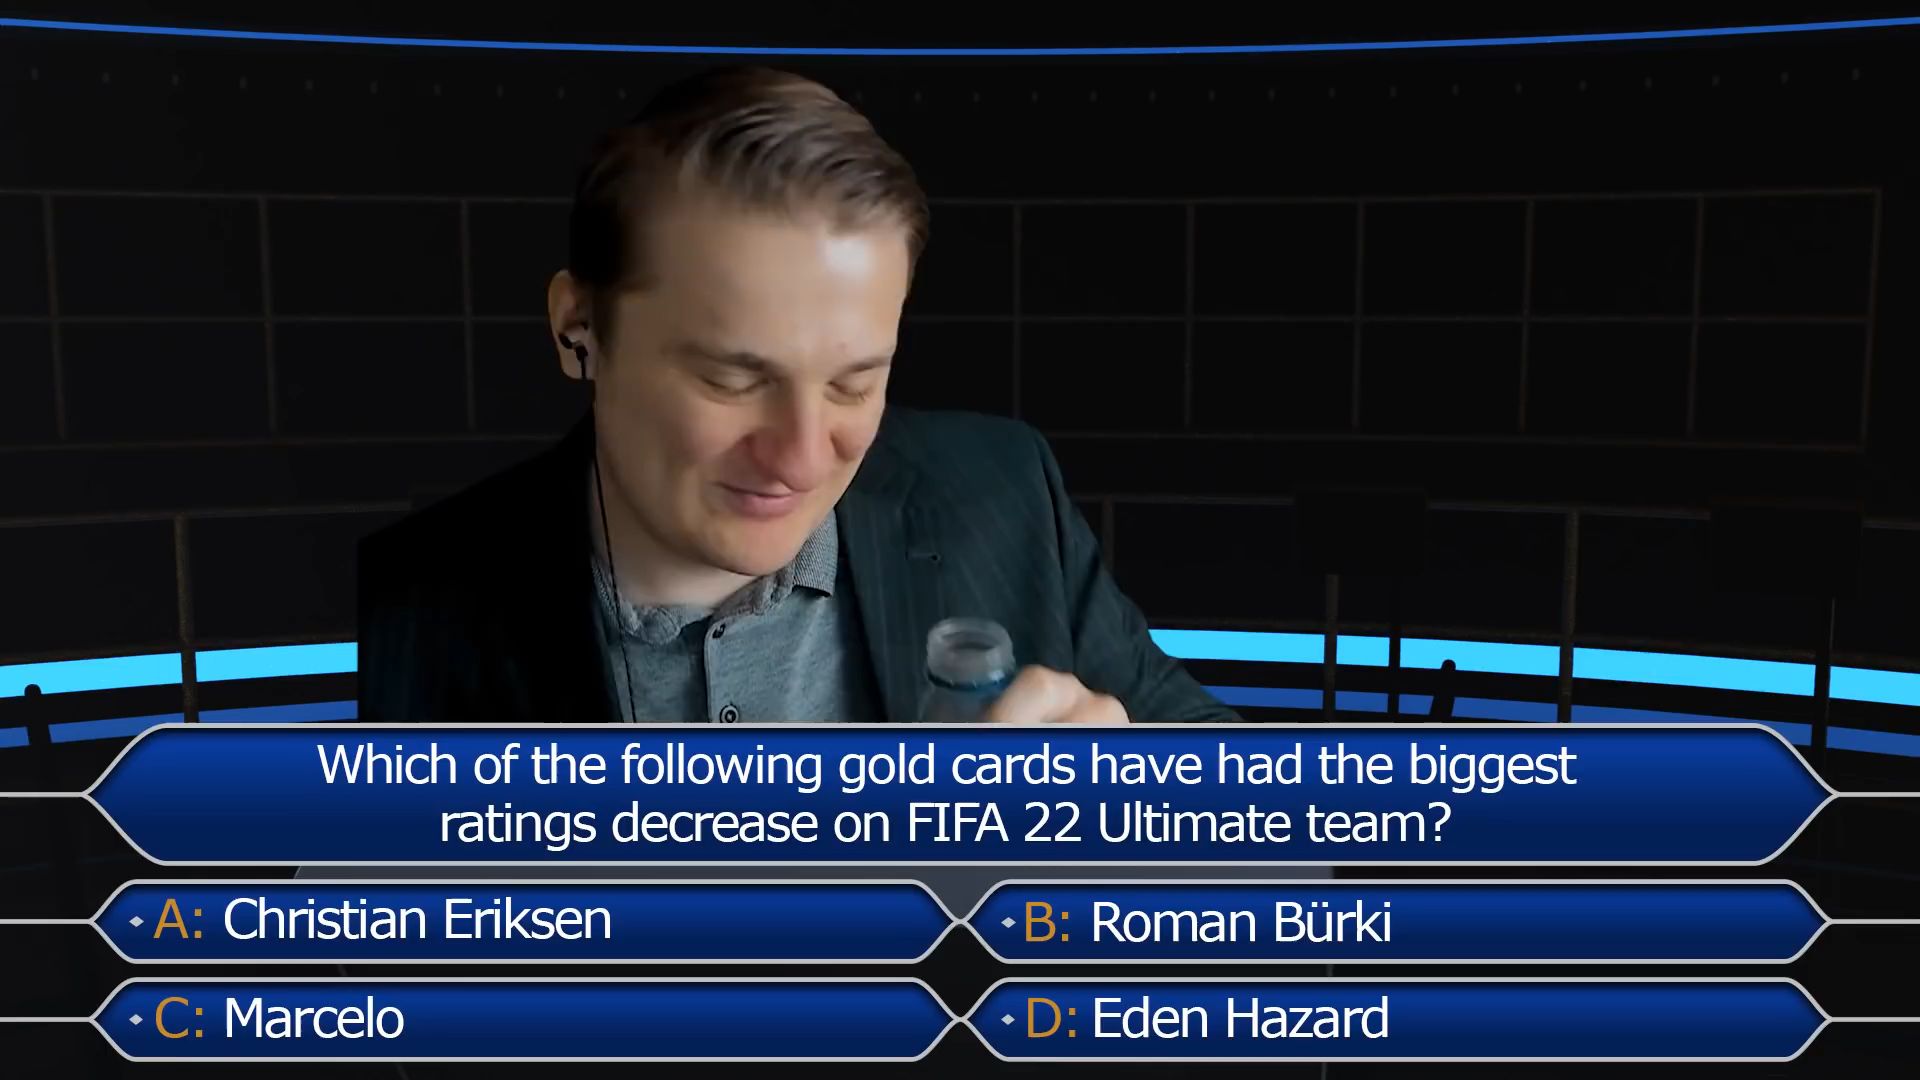 Which of the following gold cards have had the biggest
ratings decrease on FIFA 22 Ultimate team?
A: Christian Eriksen
B: Roman Bürki
C: Marcelo
D: Eden Hazard